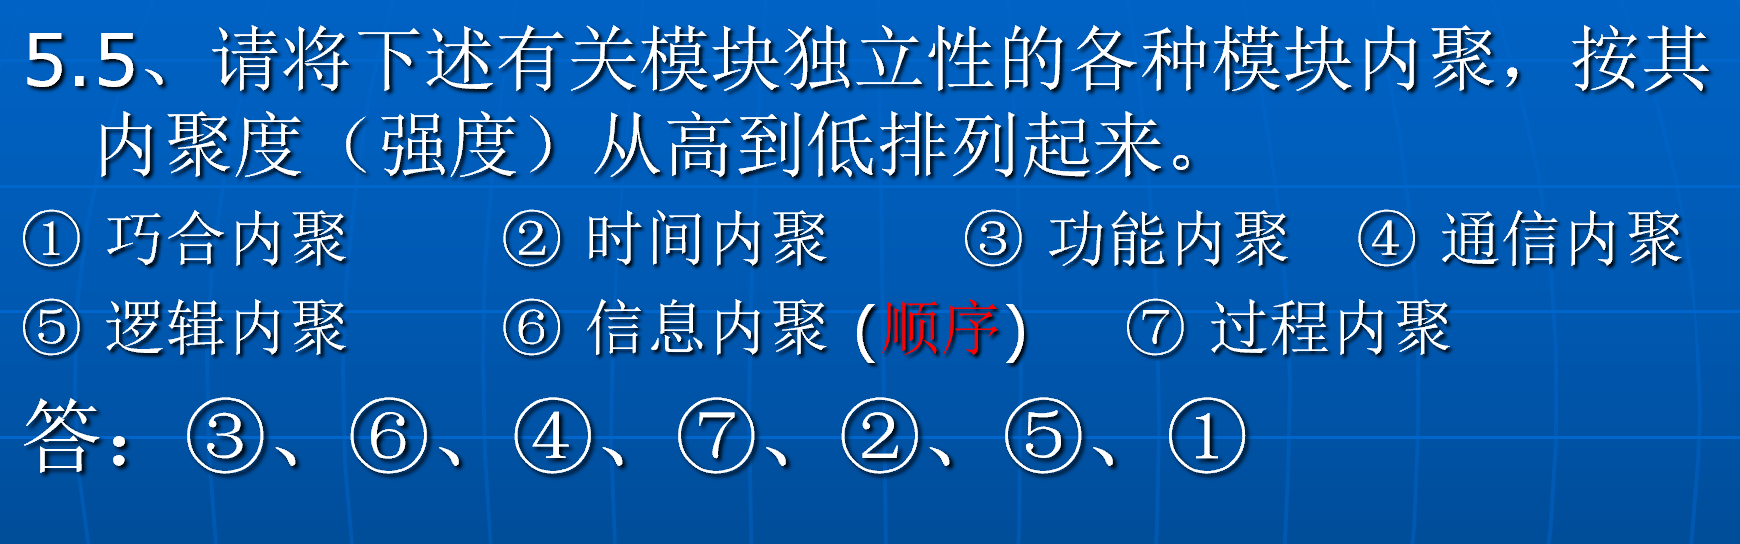 5.5、请将下述有关模块独立性的各种模块内聚，按其
内聚度（强度）从高到低排列起来。
① 巧合内聚 ② 时间内聚 ③ 功能内聚 ④ 通信内聚
⑤ 逻辑内聚 ⑥ 信息内聚 (顺序) ⑦ 过程内聚
答：③、⑥、④、⑦、②、⑤、①